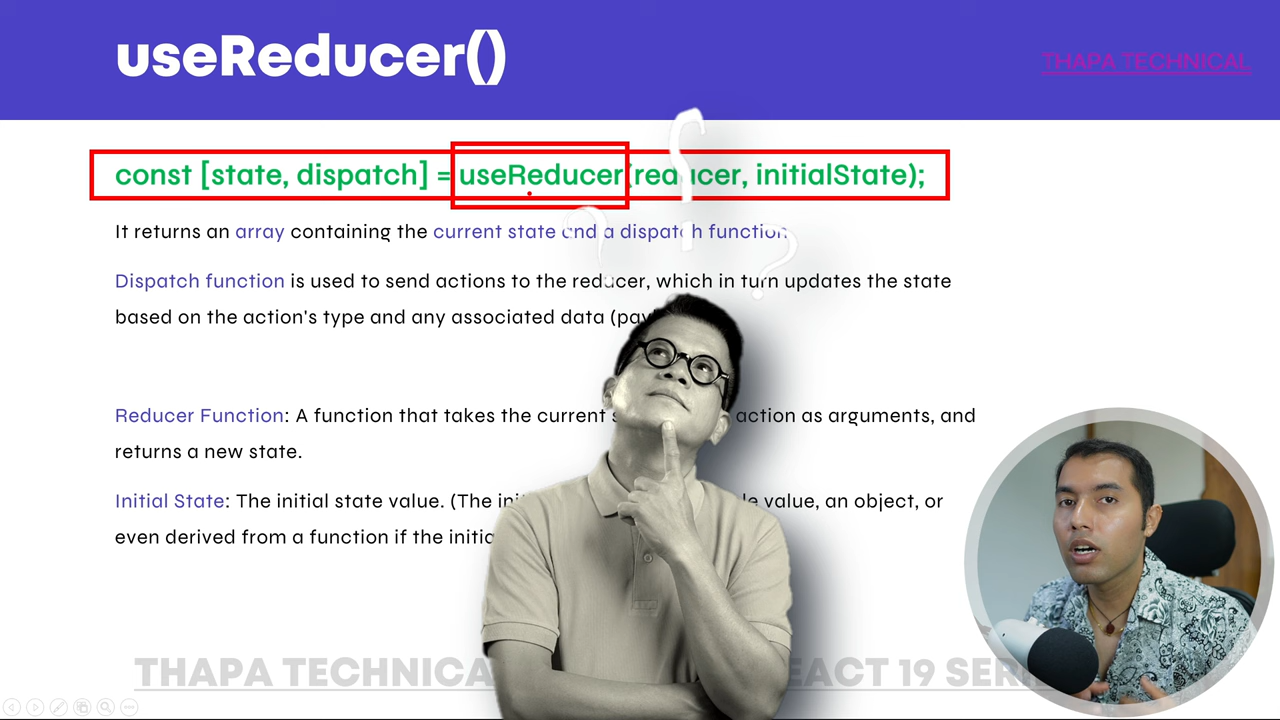 useReducer()
THAPA TECHNICAL
const [state, dispatch] = useReducer(reducer, initialState);
It returns an array containing the current state and a dispatch function
Dispatch function is used to send actions to the reducer, which in turn updates the state
based on the action's type and any associated data
Reducer Function: A function that takes the current action as arguments, and
returns a new state.
Initial State: The initial state value. (The value, an object, or
even derived from a function if the
THAPA TECHNICAL REACT 19